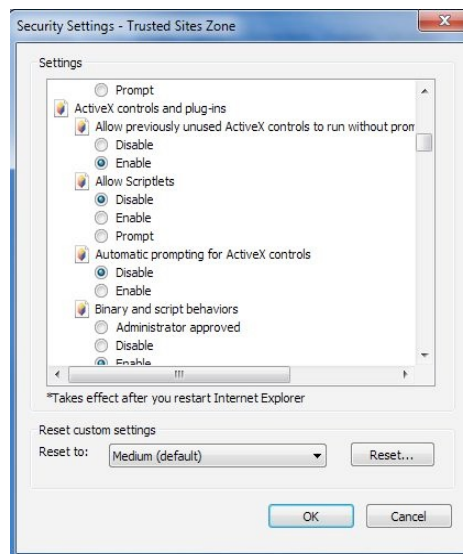 Security Settings - Trusted Sites Zone
Settings
Prompt
ActiveX controls and plug-ins
Allow previously unused ActiveX controls to run without prom
Disable
Enable
Allow Scriptlets
Disable
Enable
Prompt
Automatic prompting for ActiveX controls
Disable
Enable
Binary and script behaviors
Administrator approved
Disable
Enable
*Takes effect after you restart Internet Explorer
Reset custom settings
Reset to: Medium (default) Reset...
OK Cancel